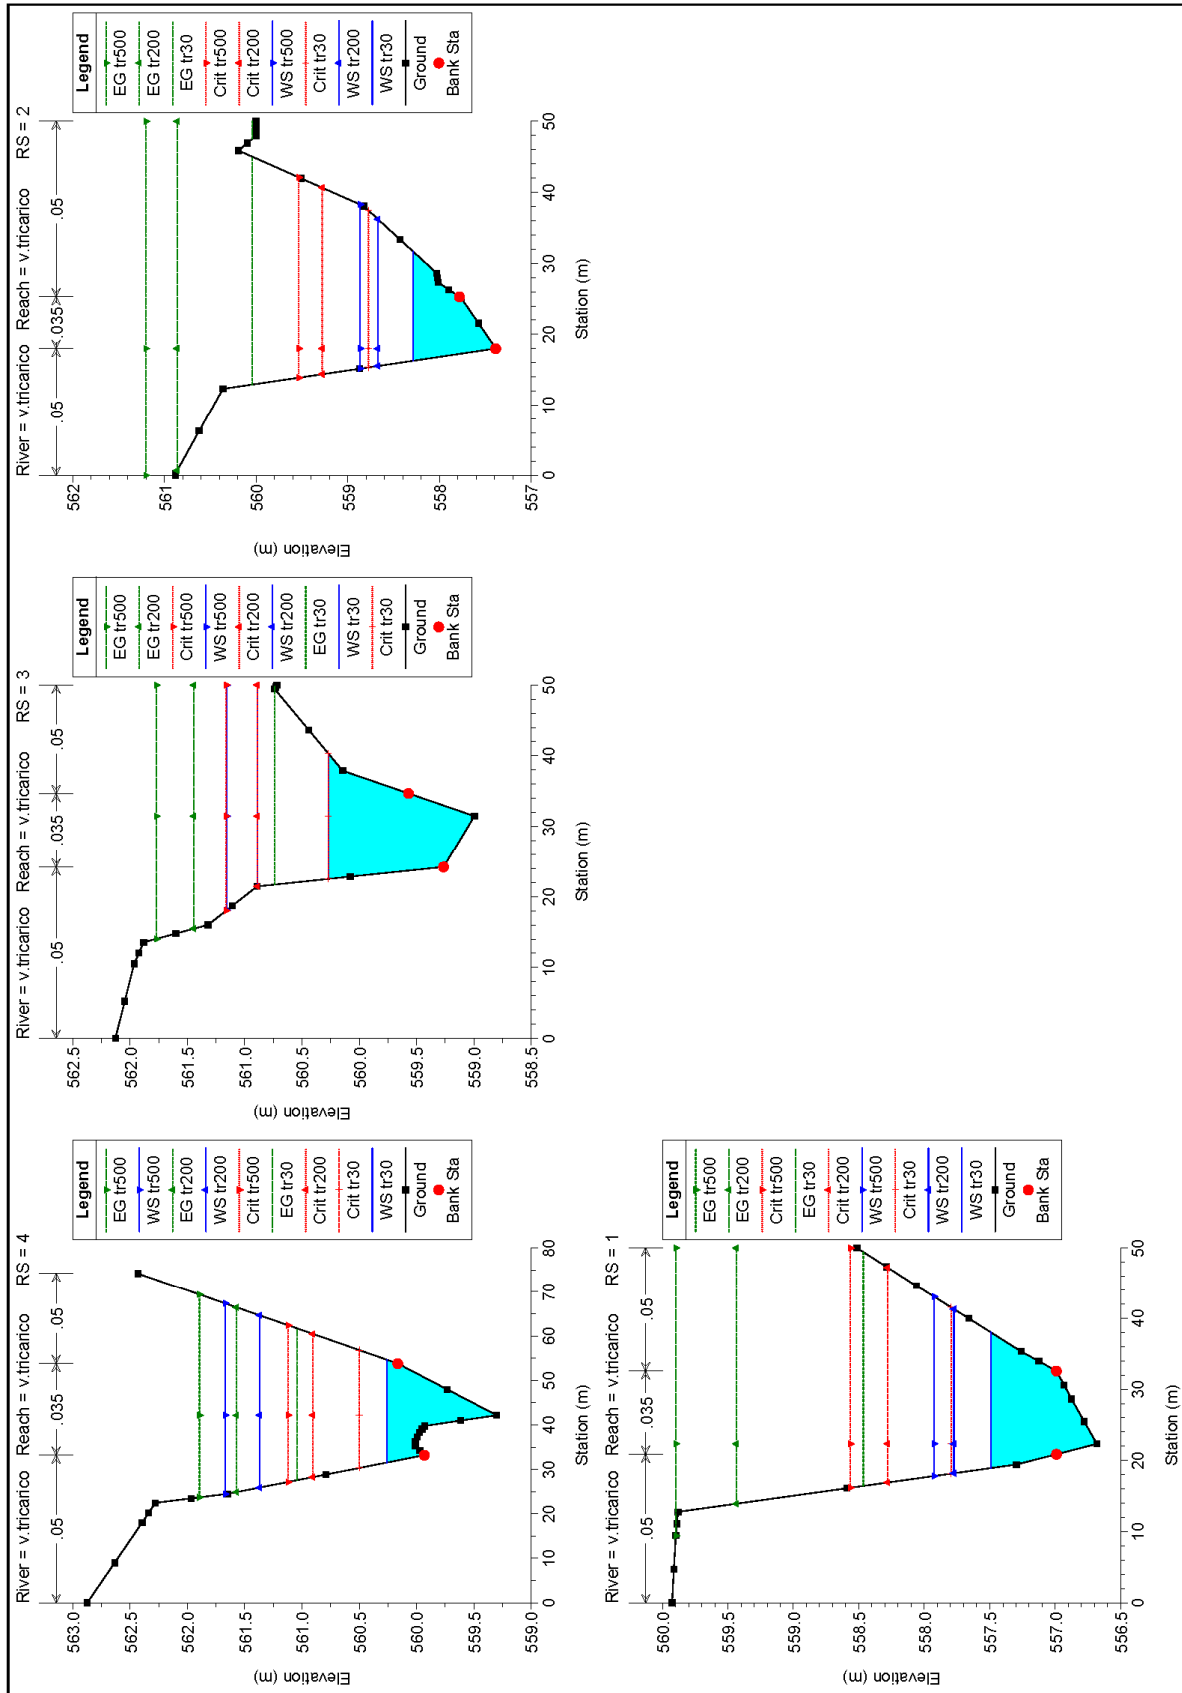 River = v.tricarico   Reach = v.tricarico   RS = 4
.05
.035
.05
563.0
562.5
562.0
561.5
561.0
560.5
560.0
559.5
559.0
Elevation (m)
0 10 20 30 40 50 60 70 80
Station (m)
Legend
EG tr500
WS tr500
EG tr200
WS tr200
Crit tr500
EG tr30
Crit tr200
Crit tr30
WS tr30
Ground
Bank Sta
River = v.tricarico   Reach = v.tricarico   RS = 3
.05
.035
.05
562.5
562.0
561.5
561.0
560.5
560.0
559.5
559.0
558.5
Elevation (m)
0 10 20 30 40 50
Station (m)
Legend
EG tr500
EG tr200
Crit tr500
WS tr500
Crit tr200
WS tr200
EG tr30
WS tr30
Crit tr30
Ground
Bank Sta
River = v.tricarico   Reach = v.tricarico   RS = 2
.05
.035
.05
562
561
560
559
558
557
Elevation (m)
0 10 20 30 40 50
Station (m)
Legend
EG tr500
EG tr200
EG tr30
Crit tr500
Crit tr200
WS tr500
Crit tr30
WS tr200
WS tr30
Ground
Bank Sta
River = v.tricarico   Reach = v.tricarico   RS = 1
.05
.035
.05
560.0
559.5
559.0
558.5
558.0
557.5
557.0
556.5
Elevation (m)
0 10 20 30 40 50
Station (m)
Legend
EG tr500
EG tr200
Crit tr500
EG tr30
Crit tr200
WS tr500
Crit tr30
WS tr200
WS tr30
Ground
Bank Sta